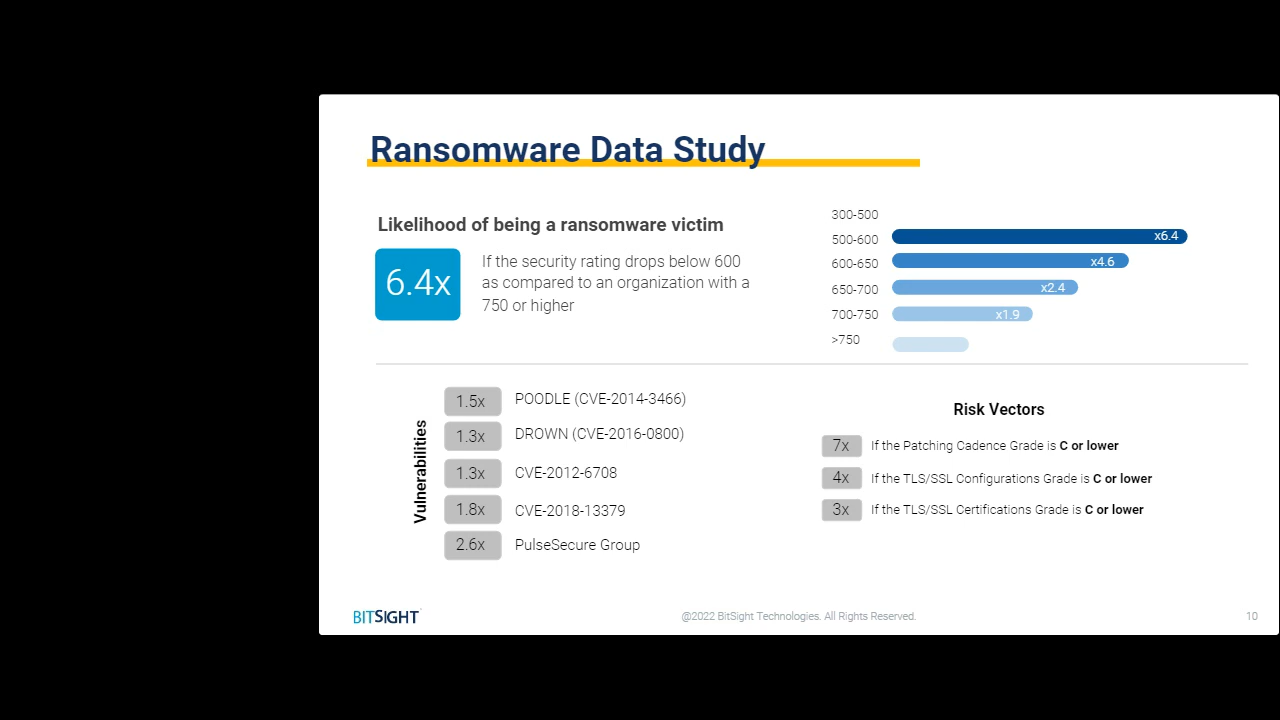 Ransomware Data Study
Likelihood of being a ransomware victim
6.4x
If the security rating drops below 600
as compared to an organization with a
750 or higher
300-500
500-600 x6.4
600-650 x4.6
650-700 x2.4
700-750 x1.9
>750
Vulnerabilities
1.5x POODLE (CVE-2014-3466)
1.3x DROWN (CVE-2016-0800)
1.3x CVE-2012-6708
1.8x CVE-2018-13379
2.6x PulseSecure Group
Risk Vectors
7x If the Patching Cadence Grade is C or lower
4x If the TLS/SSL Configurations Grade is C or lower
3x If the TLS/SSL Certifications Grade is C or lower
BITSIGHT
@2022 BitSight Technologies. All Rights Reserved.
10